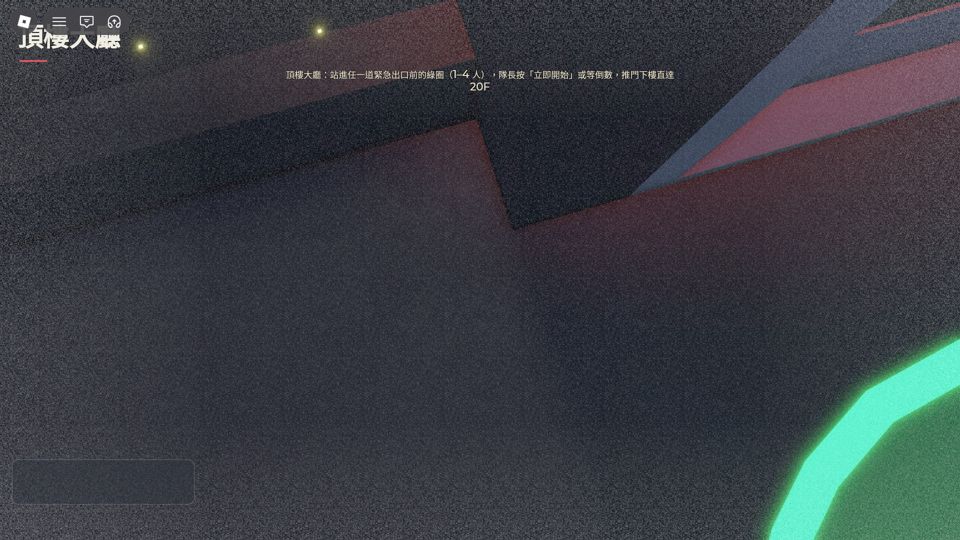 頂樓大廳
頂樓大廳：站進任一道緊急出口前的綠圈（1–4 人），隊長按「立即開始」或等倒數，推門下樓直達
20F